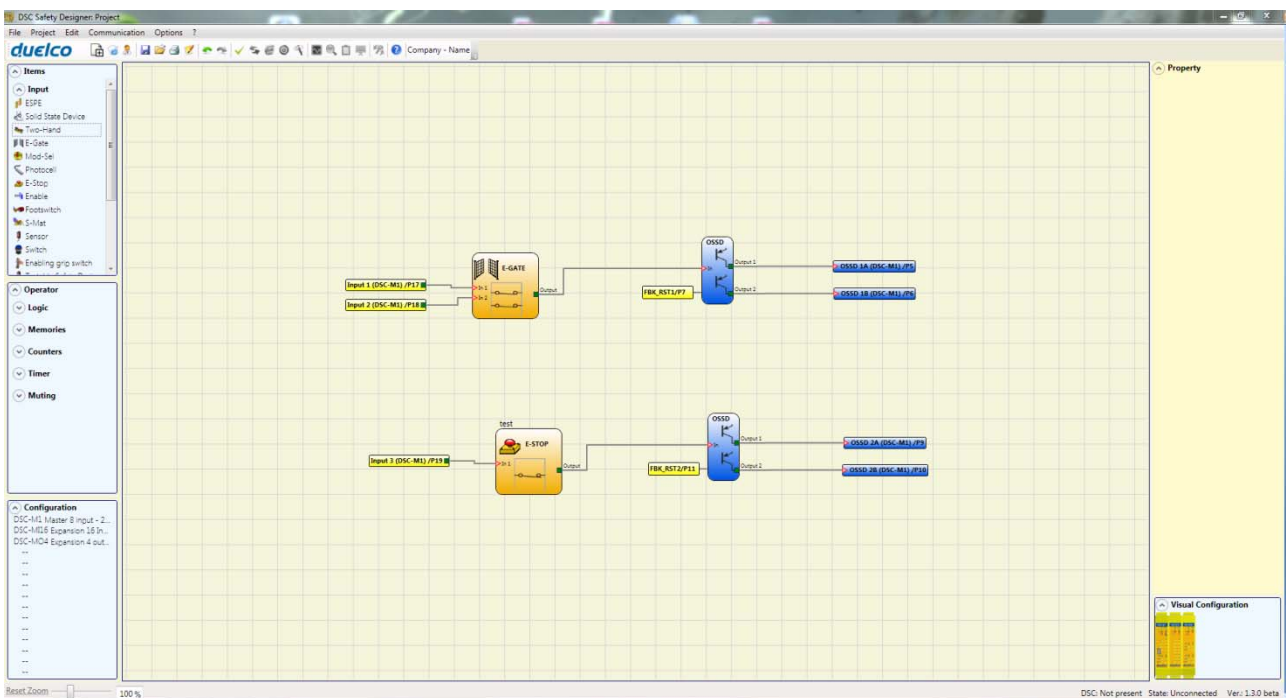 DSC Safety Designer: Project
File Project Edit Communication Options ?
duelco Company - Name
Items
Input
ESPE
Solid State Device
Two-Hand
E-Gate
Mod-Sel
Photocell
E-Stop
Enable
Footswitch
S-Mat
Sensor
Switch
Enabling grip switch
Operator
Logic
Memories
Counters
Timer
Muting
Configuration
DSC-M1 Master 8 input - 2...
DSC-MI16 Expansion 16 In...
DSC-MO4 Expansion 4 out...
--
--
--
--
--
--
--
--
--
--
--
--
Reset Zoom 100 %
Input 1 (DSC-M1) /P17
Input 2 (DSC-M1) /P18
E-GATE
In 1
In 2
Output
FBK_RST1/P7
OSSD
In
Output 1
Output 2
OSSD 1A (DSC-M1) /P5
OSSD 1B (DSC-M1) /P6
test
Input 3 (DSC-M1) /P19
E-STOP
In 1
Output
FBK_RST2/P11
OSSD
In
Output 1
Output 2
OSSD 2A (DSC-M1) /P9
OSSD 2B (DSC-M1) /P10
Property
Visual Configuration
DSC: Not present State: Unconnected Ver.: 1.3.0 beta